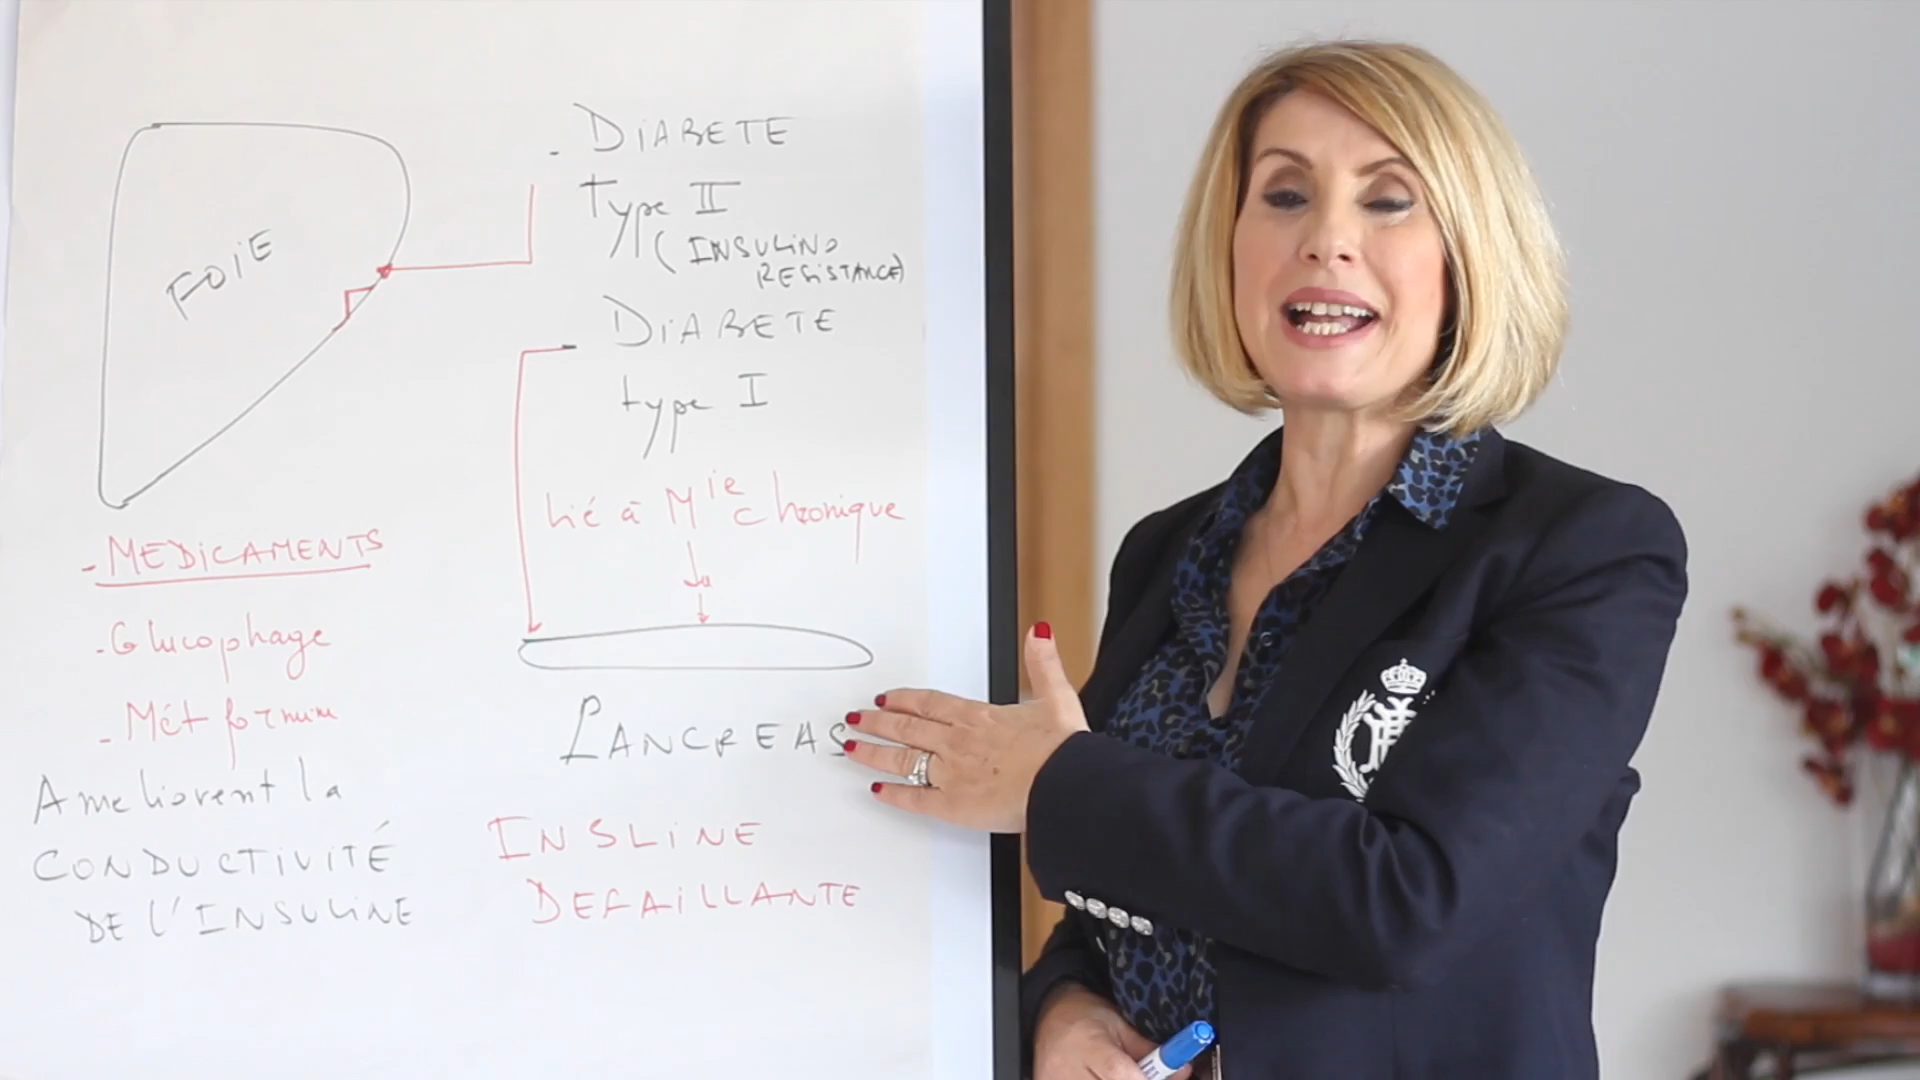 FOIE
- DIABETE
Type II
(INSULINO
RESISTANCE)
DIABETE
type I
lié à Mie chronique
PANCREAS
INSLINE
DEFAILLANTE
- MEDICAMENTS
- Glucophage
- Métformin
Ameliorent la
CONDUCTIVITÉ
DE l'INSULINE